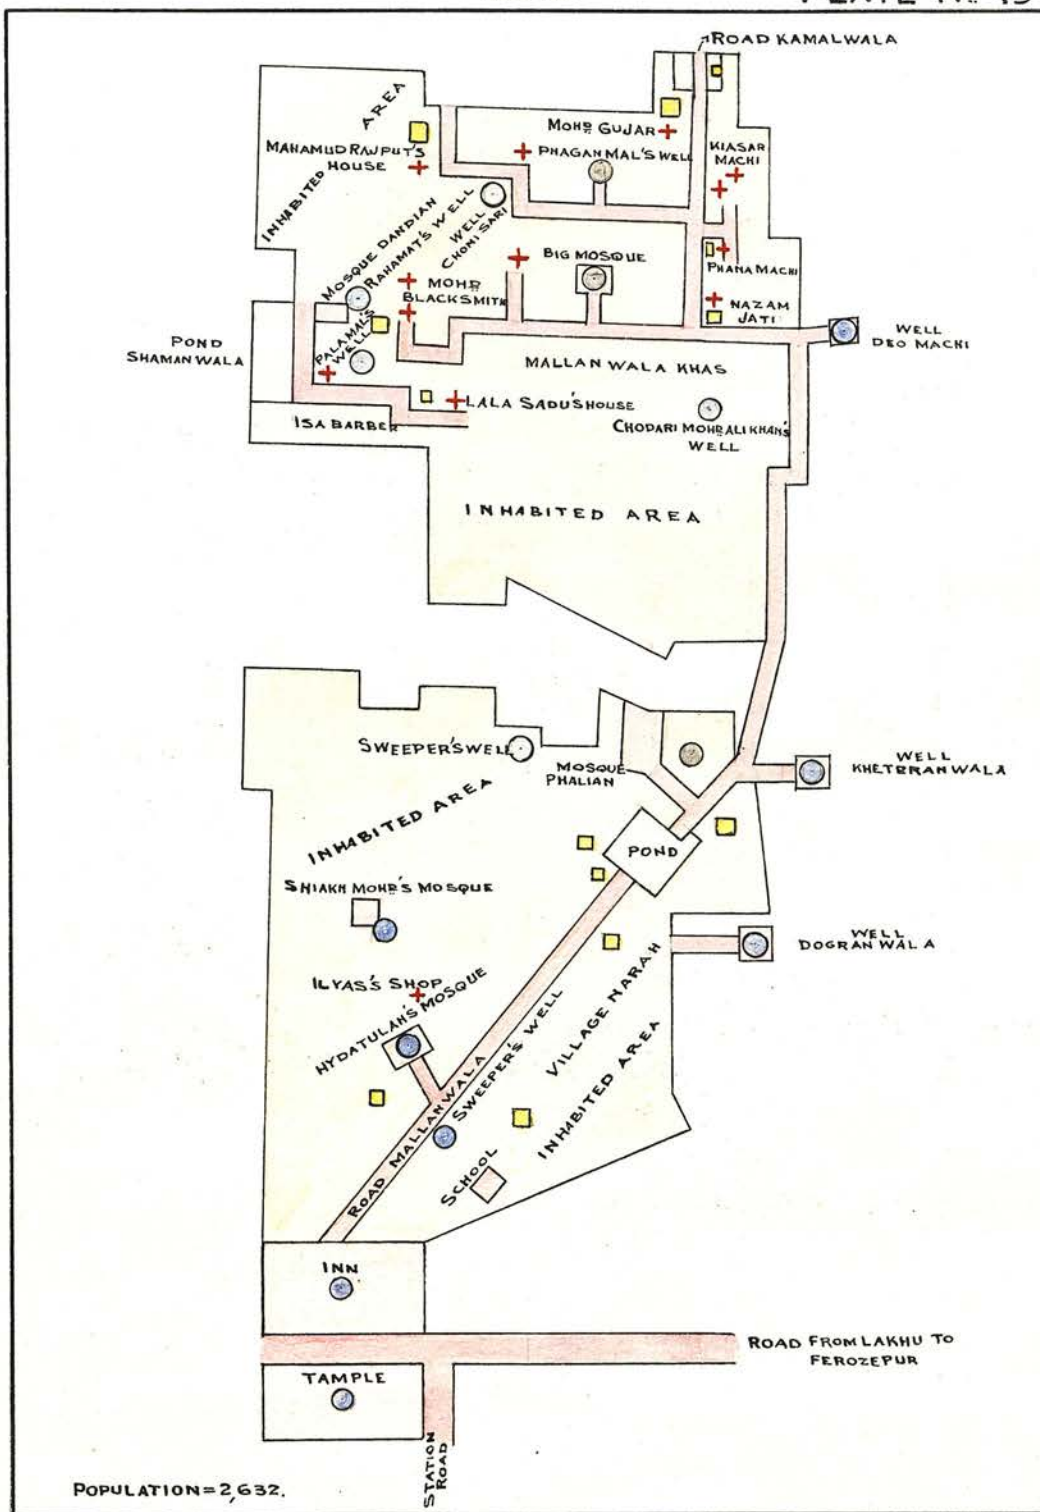 ROAD KAMALWALA
AREA
MOHD GUJAR
MAHAMUD RAJPUT'S
HOUSE
PHAGAN MAL'S WELL
KIASAR
MACHI
INHABITED
MOSQUE DANDIAN
RAHAMAT'S WELL
WELL
CHONI SARI
BIG MOSQUE
PHANA MACHI
MOHD
BLACKSMITH
NAZAM
JATI
POND
SHAMAN WALA
PALAMAL'S
WELL
WELL
DEO MACHI
MALLAN WALA KHAS
LALA SADU'S HOUSE
ISA BARBER
CHODARI MOHD ALI KHAN'S
WELL
INHABITED AREA
SWEEPER'S WELL
MOSQUE
PHALIAN
WELL
KHETRANWALA
INHABITED AREA
POND
SHIAKH MOHD'S MOSQUE
WELL
DOGRAN WALA
ILYAS'S SHOP
HYDATULAH'S MOSQUE
VILLAGE NARAH
INHABITED AREA
ROAD MALLANWALA
SWEEPER'S WELL
SCHOOL
INN
ROAD FROM LAKHU TO
FEROZEPUR
TAMPLE
STATION
ROAD
POPULATION=2,632.